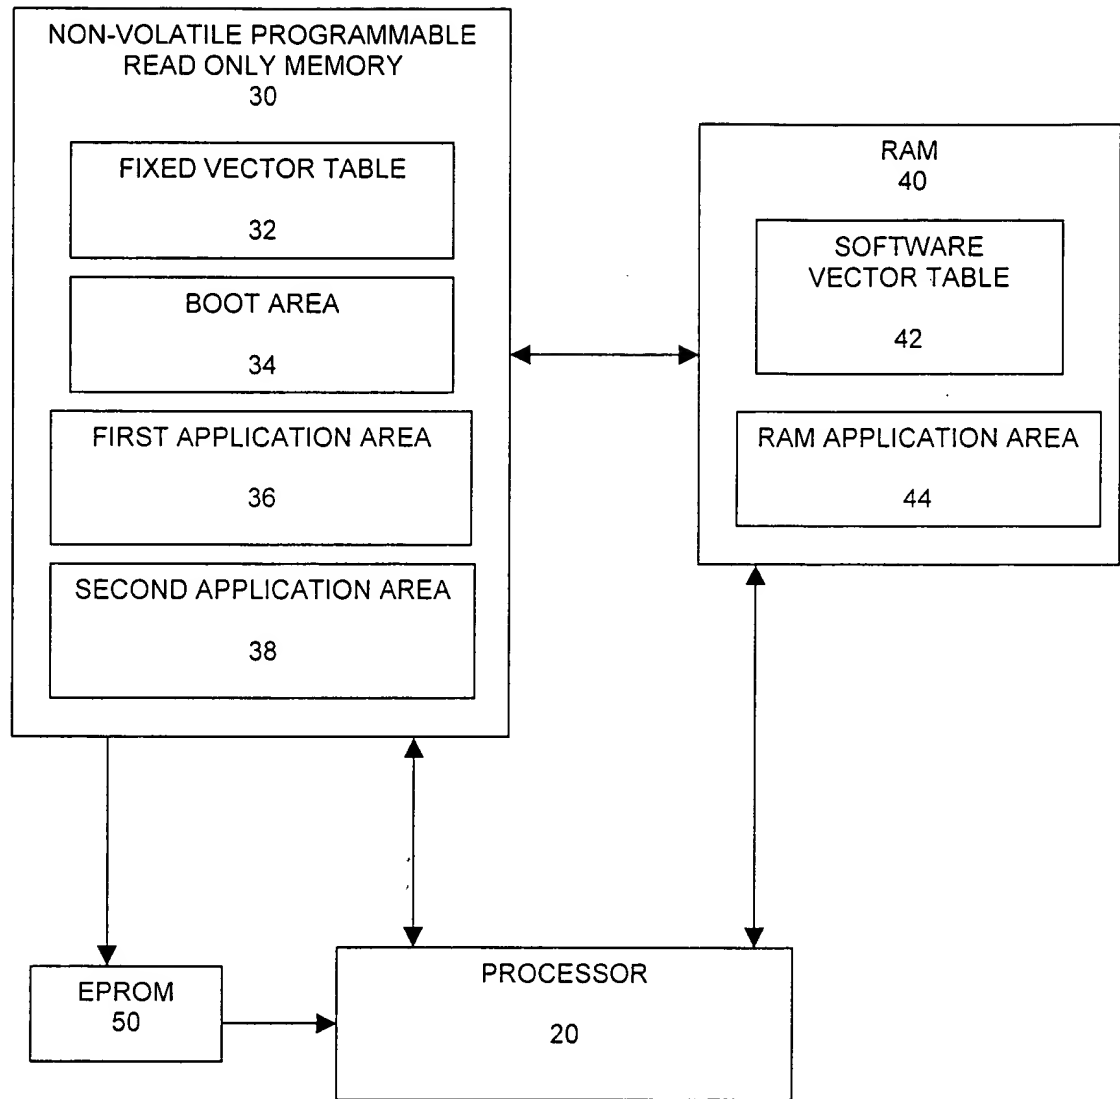 NON-VOLATILE PROGRAMMABLE
READ ONLY MEMORY
30
FIXED VECTOR TABLE
32
BOOT AREA
34
FIRST APPLICATION AREA
36
SECOND APPLICATION AREA
38
RAM
40
SOFTWARE
VECTOR TABLE
42
RAM APPLICATION AREA
44
EPROM
50
PROCESSOR
20